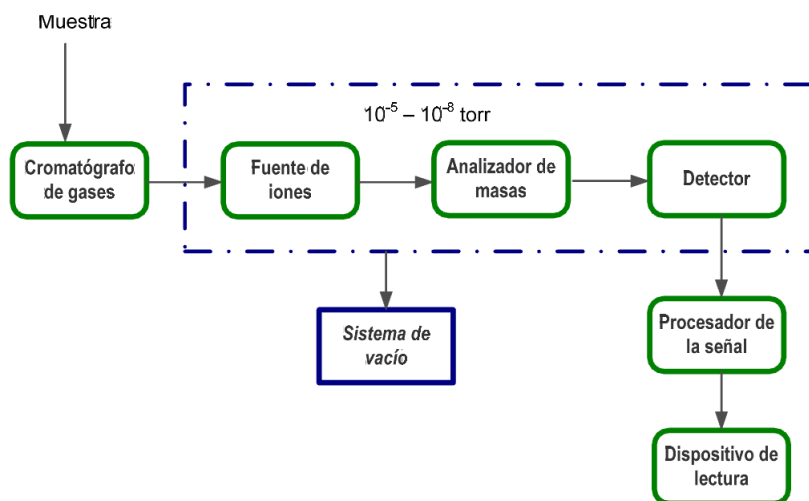 Muestra
10⁻⁵ – 10⁻⁸ torr
Cromatógrafo
de gases
Fuente de
iones
Analizador de
masas
Detector
Sistema de
vacío
Procesador de
la señal
Dispositivo de
lectura